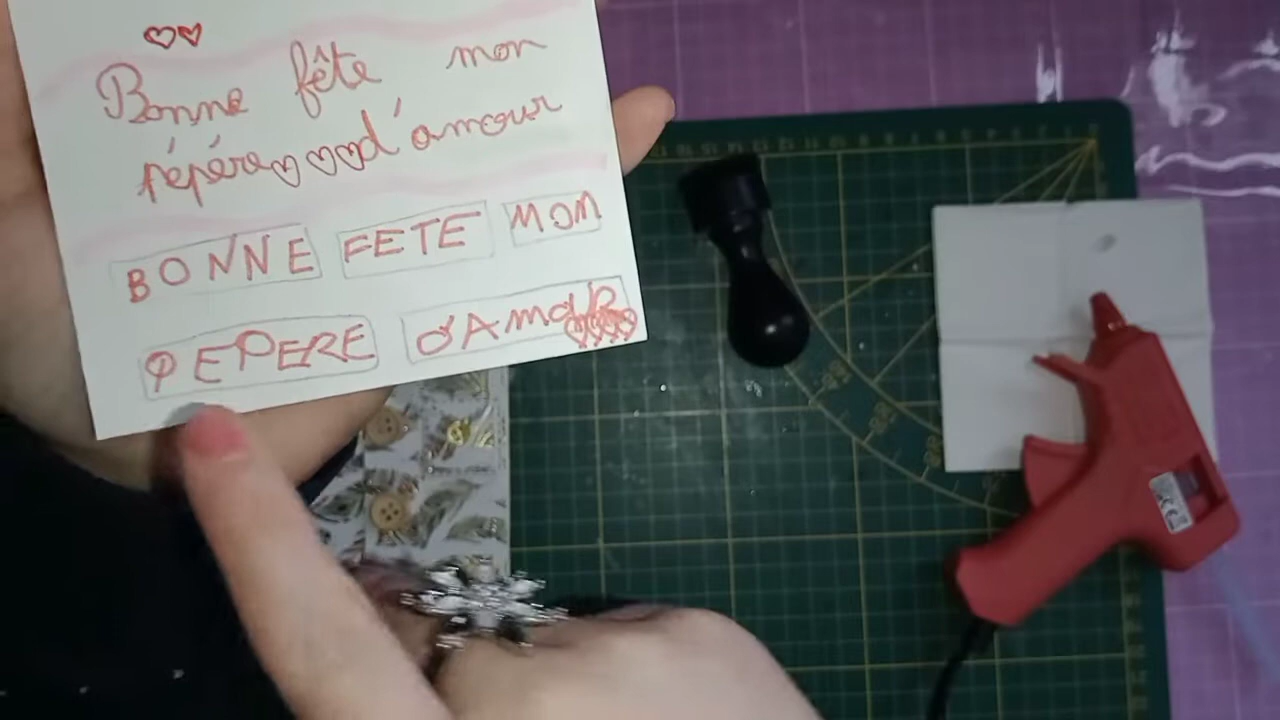 ♡♡
Bonne fête mon
pépère♡♡♡d'amour
BONNE FETE MON
PEPERE d'AMOUR